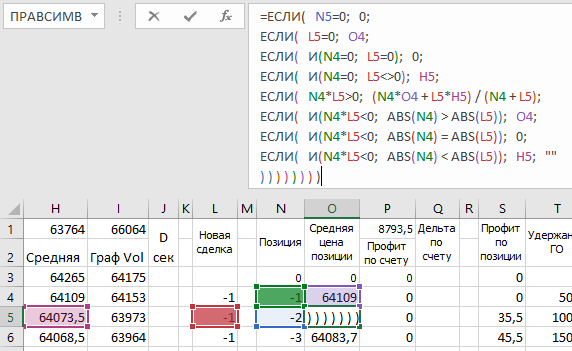 ПРАВСИМВ
=ЕСЛИ( N5=0; 0;
ЕСЛИ( L5=0; O4;
ЕСЛИ( И(N4=0; L5=0); 0;
ЕСЛИ( И(N4=0; L5<>0); H5;
ЕСЛИ( N4*L5>0; (N4*O4 + L5*H5) / (N4 + L5);
ЕСЛИ( И(N4*L5<0; ABS(N4) > ABS(L5)); O4;
ЕСЛИ( И(N4*L5<0; ABS(N4) = ABS(L5)); 0;
ЕСЛИ( И(N4*L5<0; ABS(N4) < ABS(L5)); H5; ""
) ) ) ) ) ) ) )
H I J K L M N O P Q R S T
1 63764 66064 D сек Новая сделка Позиция Средняя цена позиции 8793,5 Дельта по счету Профит по позиции Удержан ГО
2 Средняя Граф Vol Профит по счету
3 64265 64175 0 0 0 0
4 64109 64153 -1 -1 64109 0 0 50
5 64073,5 63973 -1 -2 ) ) ) ) ) ) ) 0 35,5 100
6 64068,5 63964 -1 -3 64083,7 0 45,5 150